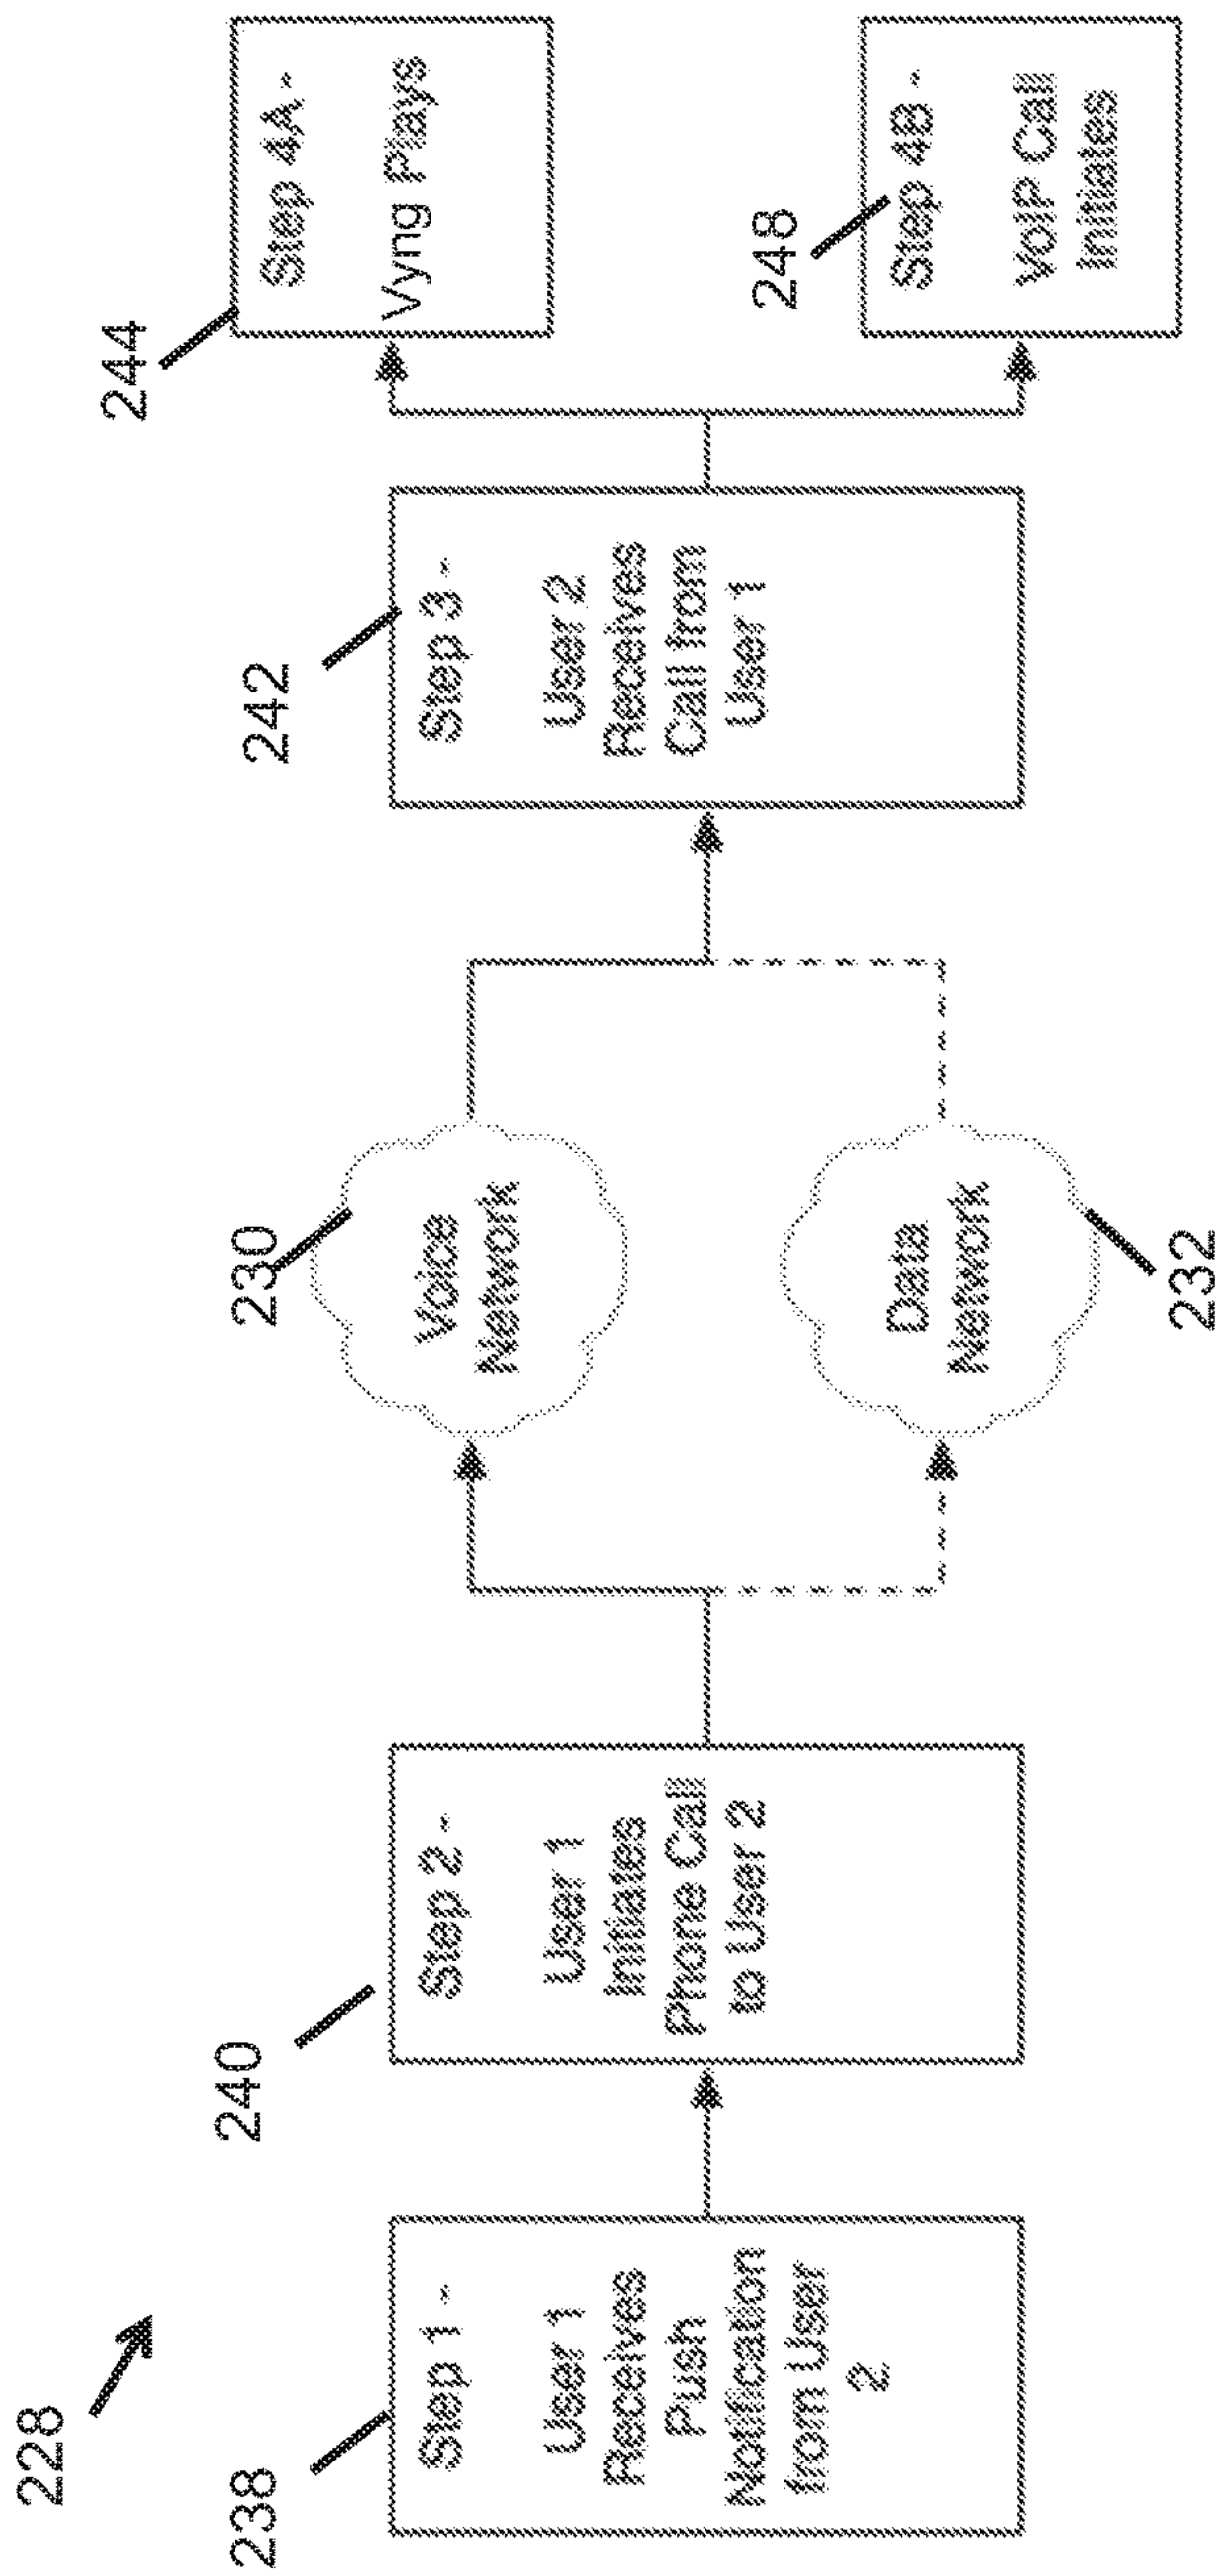 228
238
Step 1 -
User 1
Receives
Push
Notification
from User
2
240
Step 2 -
User 1
Initiates
Phone Call
to User 2
230
Voice
Network
Data
Network
232
242
Step 3 -
User 2
Receives
Call from
User 1
244
Step 4A -
Vyng Plays
248
Step 4B -
VoIP Call
Initiates